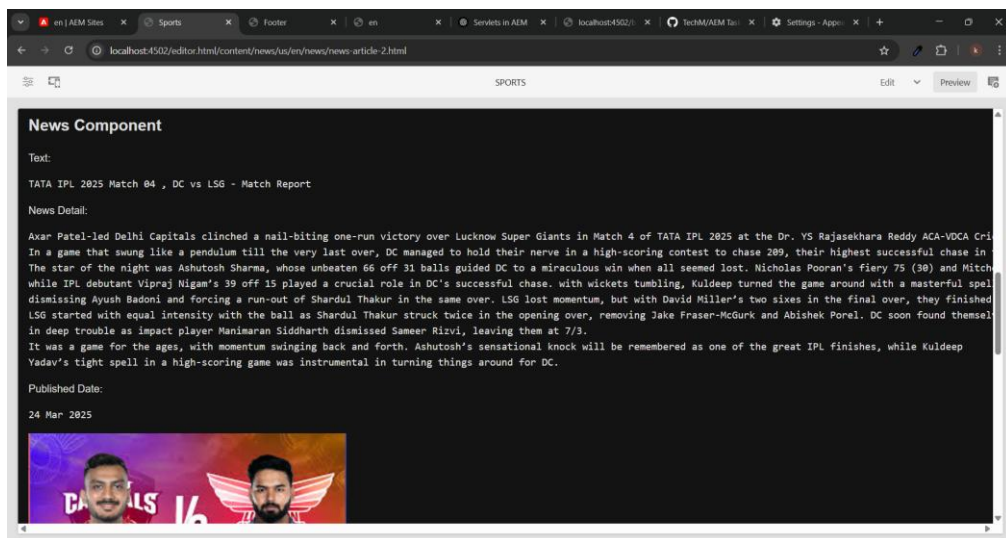 en | AEM Sites
Sports
Footer
en
Servlets in AEM
localhost:4502/
TechM/AEM
Settings - Appea
localhost:4502/editor.html/content/news/us/en/news/news-article-2.html
SPORTS
Edit
Preview
News Component
Text:
TATA IPL 2025 Match 04 , DC vs LSG - Match Report
News Detail:
Axar Patel-led Delhi Capitals clinched a nail-biting one-run victory over Lucknow Super Giants in Match 4 of TATA IPL 2025 at the Dr. YS Rajasekhara Reddy ACA-VDCA Cri
In a game that swung like a pendulum till the very last over, DC managed to hold their nerve in a high-scoring contest to chase 209, their highest successful chase in
The star of the night was Ashutosh Sharma, whose unbeaten 66 off 31 balls guided DC to a miraculous win when all seemed lost. Nicholas Pooran's fiery 75 (30) and Mitch
while IPL debutant Vipraj Nigam's 39 off 15 played a crucial role in DC's successful chase. with wickets tumbling, Kuldeep turned the game around with a masterful spel
dismissing Ayush Badoni and forcing a run-out of Shardul Thakur in the same over. LSG lost momentum, but with David Miller's two sixes in the final over, they finished
LSG started with equal intensity with the ball as Shardul Thakur struck twice in the opening over, removing Jake Fraser-McGurk and Abishek Porel. DC soon found themsel
in deep trouble as impact player Manimaran Siddharth dismissed Sameer Rizvi, leaving them at 7/3.
It was a game for the ages, with momentum swinging back and forth. Ashutosh's sensational knock will be remembered as one of the great IPL finishes, while Kuldeep
Yadav's tight spell in a high-scoring game was instrumental in turning things around for DC.
Published Date:
24 Mar 2025